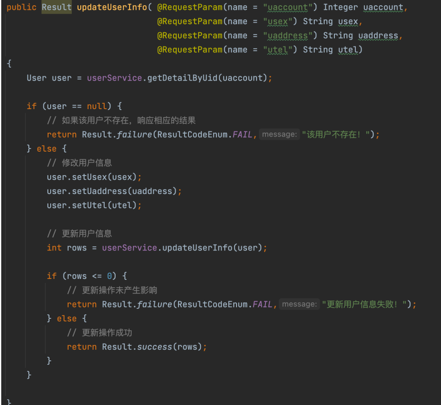 public Result updateUserInfo( @RequestParam(name = "uaccount") Integer uaccount,
@RequestParam(name = "usex") String usex,
@RequestParam(name = "uaddress") String uaddress,
@RequestParam(name = "utel") String utel)
{
User user = userService.getDetailByUid(uaccount);
if (user == null) {
// 如果该用户不存在，响应相应的结果
return Result.failure(ResultCodeEnum.FAIL, message: "该用户不存在！");
} else {
// 修改用户信息
user.setUsex(usex);
user.setUaddress(uaddress);
user.setUtel(utel);
// 更新用户信息
int rows = userService.updateUserInfo(user);
if (rows <= 0) {
// 更新操作未产生影响
return Result.failure(ResultCodeEnum.FAIL, message: "更新用户信息失败！");
} else {
// 更新操作成功
return Result.success(rows);
}
}
}